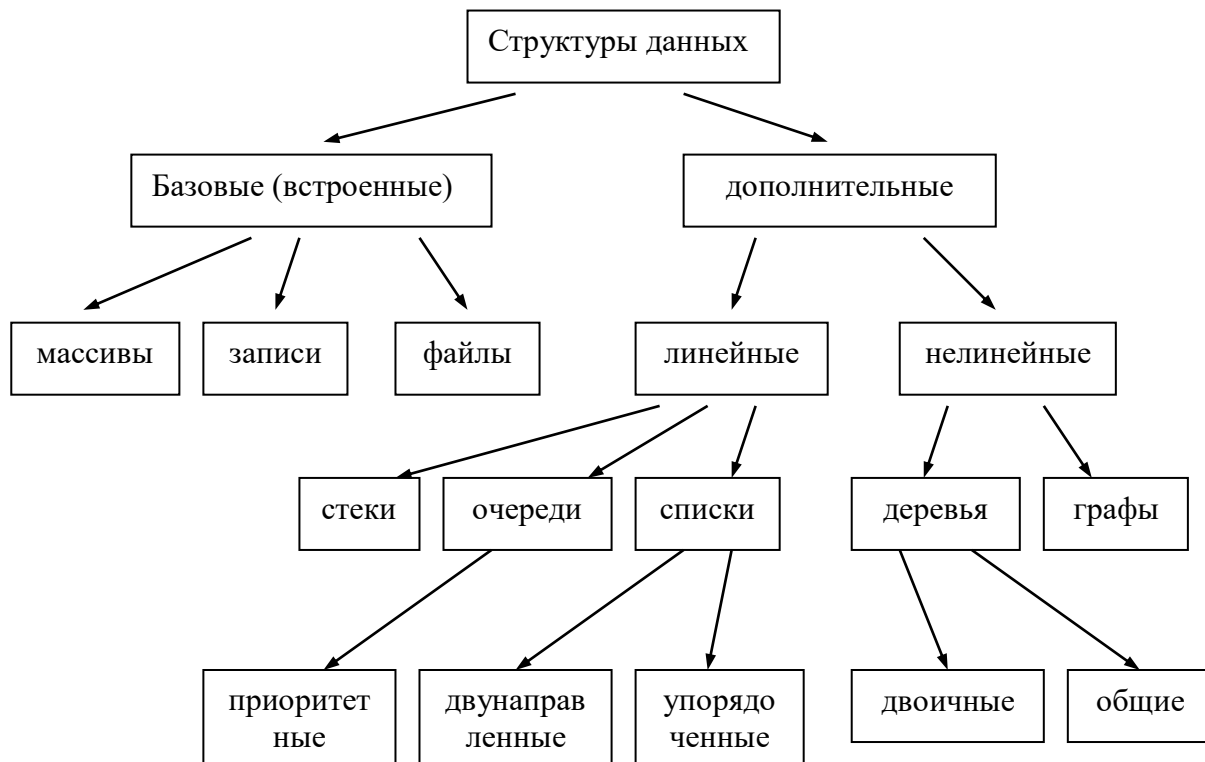 Структуры данных
Базовые (встроенные)
дополнительные
массивы
записи
файлы
линейные
нелинейные
стеки
очереди
списки
деревья
графы
приоритет
ные
двунаправ
ленные
упорядо
ченные
двоичные
общие